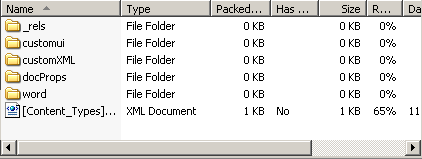 Name Type Packed... Has ... Size R... Da
_rels File Folder 0 KB 0 KB 0%
customui File Folder 0 KB 0 KB 0%
customXML File Folder 0 KB 0 KB 0%
docProps File Folder 0 KB 0 KB 0%
word File Folder 0 KB 0 KB 0%
[Content_Types]... XML Document 1 KB No 1 KB 65% 11